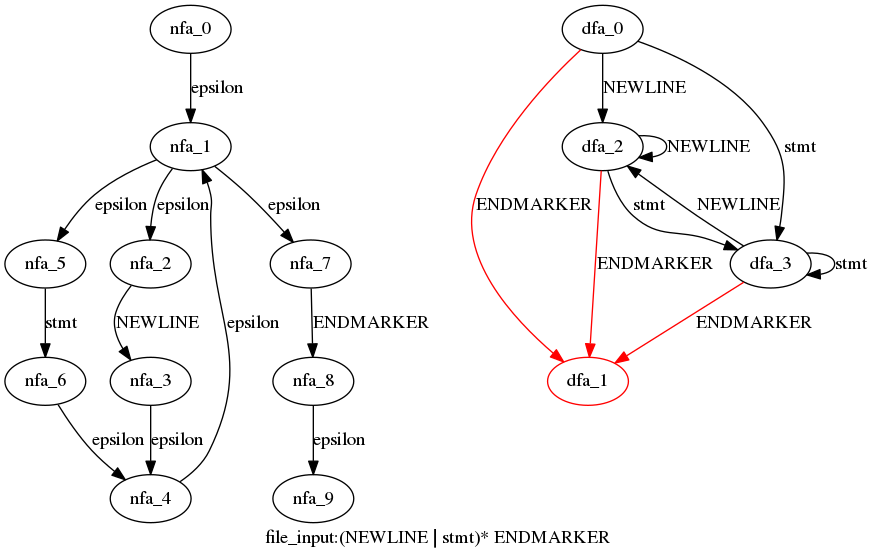 nfa_0
dfa_0
epsilon
NEWLINE
nfa_1
dfa_2
NEWLINE
stmt
epsilon
epsilon
epsilon
ENDMARKER
stmt
NEWLINE
nfa_5
nfa_2
nfa_7
ENDMARKER
dfa_3
stmt
stmt
NEWLINE
epsilon
ENDMARKER
ENDMARKER
nfa_6
nfa_3
nfa_8
dfa_1
epsilon
epsilon
epsilon
nfa_4
nfa_9
file_input:(NEWLINE | stmt)* ENDMARKER